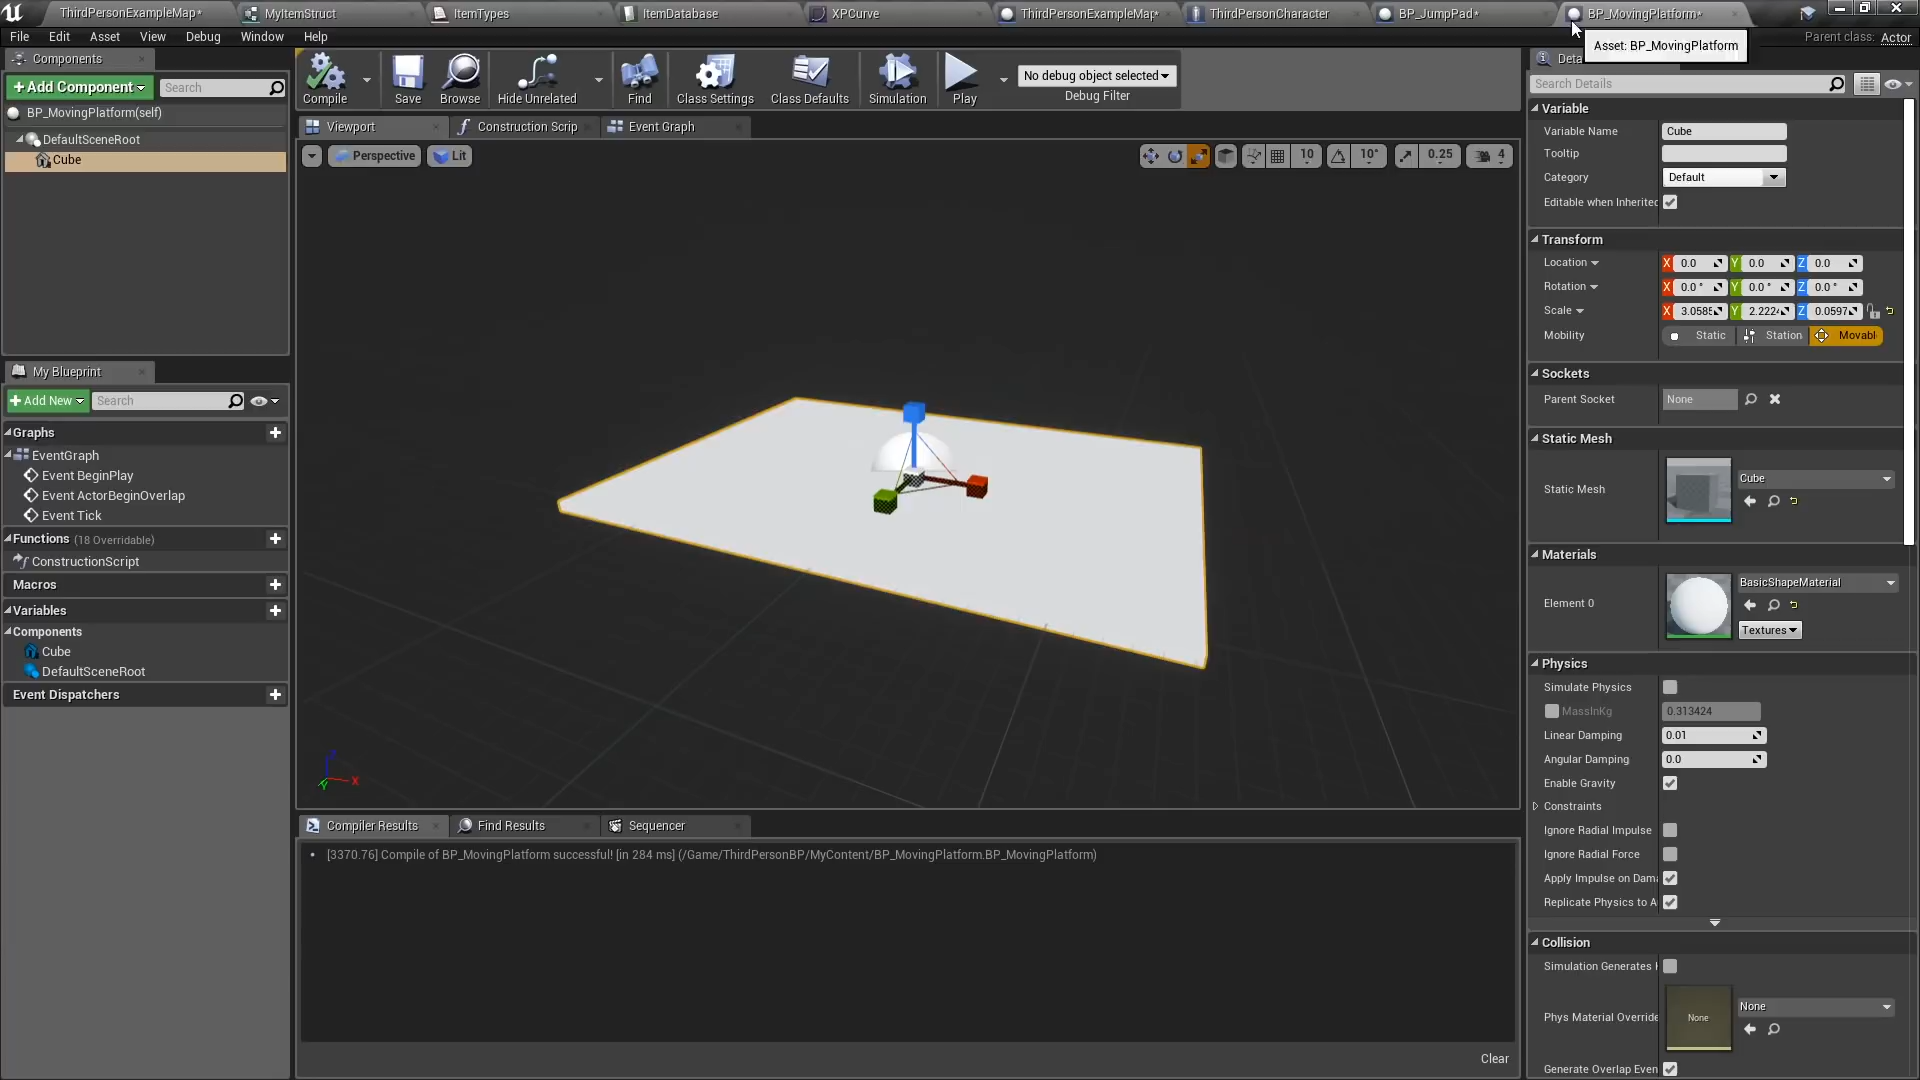 ThirdPersonExampleMap*
MyItemStruct
ItemTypes
ItemDatabase
XPCurve
ThirdPersonExampleMap*
ThirdPersonCharacter
BP_JumpPad*
BP_MovingPlatform*
File Edit Asset View Debug Window Help
Parent class: Actor
Asset: BP_MovingPlatform
Components
+Add Component
Search
BP_MovingPlatform(self)
DefaultSceneRoot
Cube
Compile
Save
Browse
Hide Unrelated
Find
Class Settings
Class Defaults
Simulation
Play
No debug object selected
Debug Filter
Viewport
Construction Scrip
Event Graph
Perspective
Lit
10
10°
0.25
4
X
Y
Z
My Blueprint
+Add New
Search
Graphs
EventGraph
Event BeginPlay
Event ActorBeginOverlap
Event Tick
Functions (18 Overridable)
ConstructionScript
Macros
Variables
Components
Cube
DefaultSceneRoot
Event Dispatchers
Compiler Results
Find Results
Sequencer
[3370.76] Compile of BP_MovingPlatform successful! [in 284 ms] (/Game/ThirdPersonBP/MyContent/BP_MovingPlatform.BP_MovingPlatform)
Clear
Deta
Search Details
Variable
Variable Name Cube
Tooltip
Category Default
Editable when Inherited
Transform
Location X 0.0 Y 0.0 Z 0.0
Rotation X 0.0 ° Y 0.0 ° Z 0.0 °
Scale X 3.0585 Y 2.2224 Z 0.0597
Mobility Static Station Movabl
Sockets
Parent Socket None
Static Mesh
Static Mesh Cube
Materials
Element 0 BasicShapeMaterial
Textures
Physics
Simulate Physics
MassInKg 0.313424
Linear Damping 0.01
Angular Damping 0.0
Enable Gravity
Constraints
Ignore Radial Impulse
Ignore Radial Force
Apply Impulse on Dam
Replicate Physics to A
Collision
Simulation Generates
Phys Material Override None
None
Generate Overlap Even